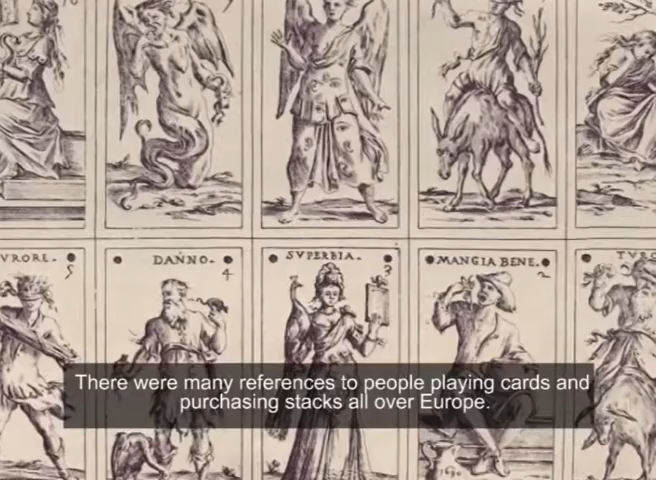 VRORE. 5
DANNO. 4
SVPERBIA. 3
MANGIA BENE. 2
There were many references to people playing cards and
purchasing stacks all over Europe.
1690